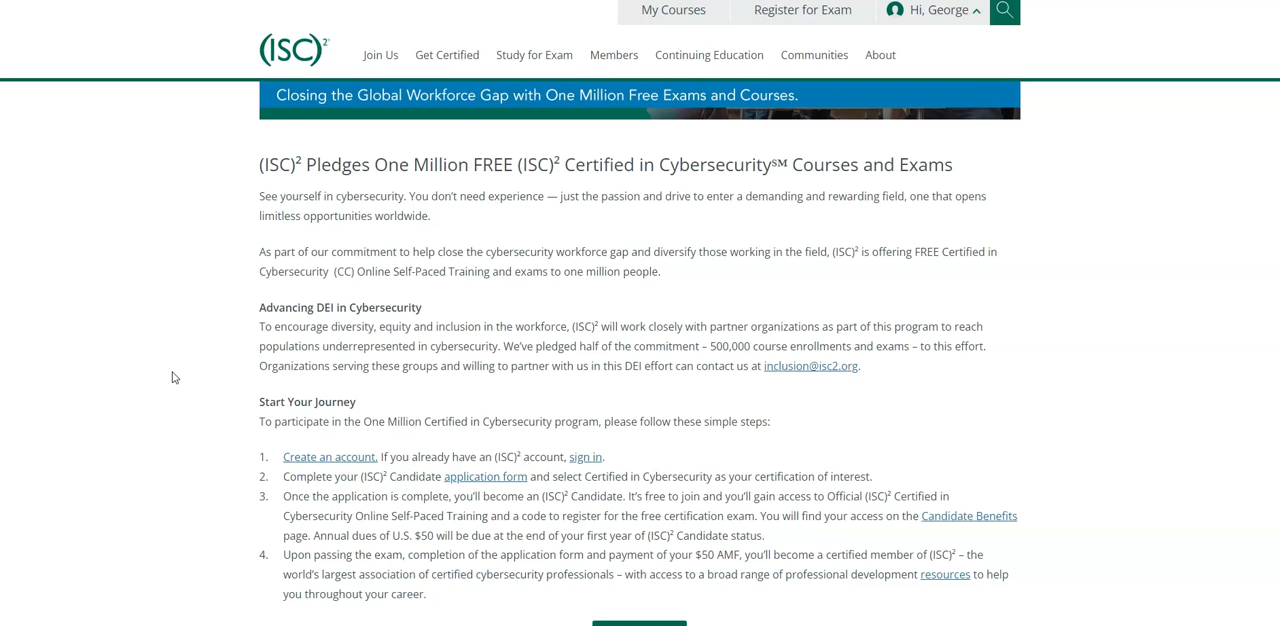 My Courses
Register for Exam
Hi, George
(ISC)²
Join Us
Get Certified
Study for Exam
Members
Continuing Education
Communities
About
Closing the Global Workforce Gap with One Million Free Exams and Courses.
(ISC)² Pledges One Million FREE (ISC)² Certified in Cybersecurity℠ Courses and Exams
See yourself in cybersecurity. You don’t need experience — just the passion and drive to enter a demanding and rewarding field, one that opens
limitless opportunities worldwide.
As part of our commitment to help close the cybersecurity workforce gap and diversify those working in the field, (ISC)² is offering FREE Certified in
Cybersecurity (CC) Online Self-Paced Training and exams to one million people.
Advancing DEI in Cybersecurity
To encourage diversity, equity and inclusion in the workforce, (ISC)² will work closely with partner organizations as part of this program to reach
populations underrepresented in cybersecurity. We’ve pledged half of the commitment – 500,000 course enrollments and exams – to this effort.
Organizations serving these groups and willing to partner with us in this DEI effort can contact us at inclusion@isc2.org.
Start Your Journey
To participate in the One Million Certified in Cybersecurity program, please follow these simple steps:
1. Create an account. If you already have an (ISC)² account, sign in.
2. Complete your (ISC)² Candidate application form and select Certified in Cybersecurity as your certification of interest.
3. Once the application is complete, you’ll become an (ISC)² Candidate. It’s free to join and you’ll gain access to Official (ISC)² Certified in
Cybersecurity Online Self-Paced Training and a code to register for the free certification exam. You will find your access on the Candidate Benefits
page. Annual dues of U.S. $50 will be due at the end of your first year of (ISC)² Candidate status.
4. Upon passing the exam, completion of the application form and payment of your $50 AMF, you’ll become a certified member of (ISC)² – the
world’s largest association of certified cybersecurity professionals – with access to a broad range of professional development resources to help
you throughout your career.